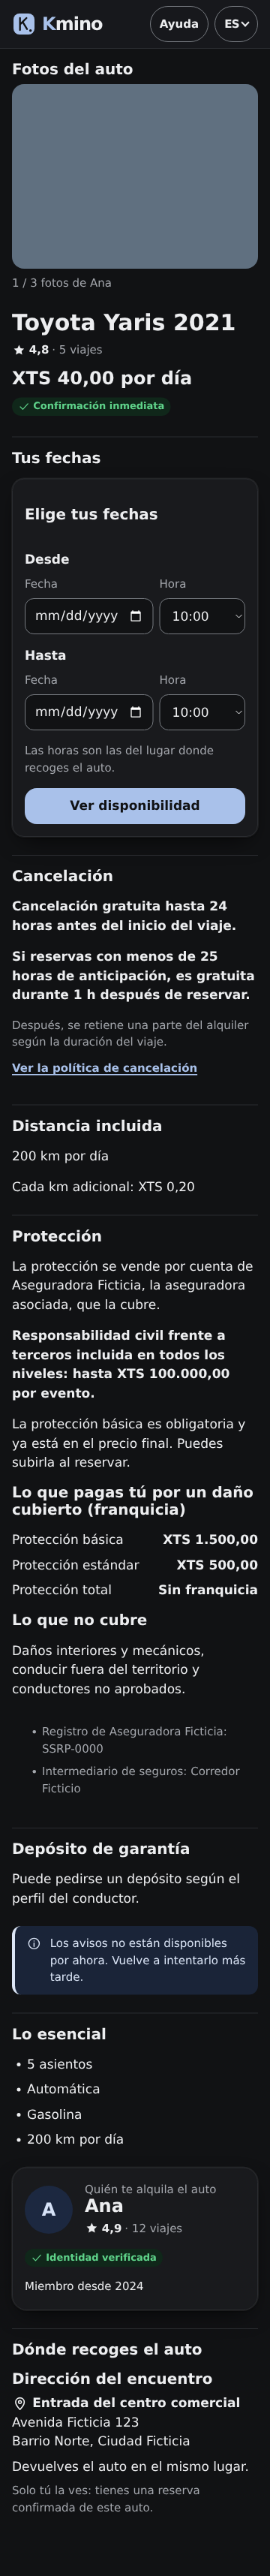 Kmino
Ayuda
ES
Fotos del auto
1 / 3 fotos de Ana
Toyota Yaris 2021
★ 4,8 · 5 viajes
XTS 40,00 por día
✓ Confirmación inmediata
Tus fechas
Elige tus fechas
Desde
Fecha
Hora
mm/dd/yyyy
10:00
Hasta
Fecha
Hora
mm/dd/yyyy
10:00
Las horas son las del lugar donde
recoges el auto.
Ver disponibilidad
Cancelación
Cancelación gratuita hasta 24
horas antes del inicio del viaje.
Si reservas con menos de 25
horas de anticipación, es gratuita
durante 1 h después de reservar.
Después, se retiene una parte del alquiler
según la duración del viaje.
Ver la política de cancelación
Distancia incluida
200 km por día
Cada km adicional: XTS 0,20
Protección
La protección se vende por cuenta de
Aseguradora Ficticia, la aseguradora
asociada, que la cubre.
Responsabilidad civil frente a
terceros incluida en todos los
niveles: hasta XTS 100.000,00
por evento.
La protección básica es obligatoria y
ya está en el precio final. Puedes
subirla al reservar.
Lo que pagas tú por un daño
cubierto (franquicia)
Protección básica XTS 1.500,00
Protección estándar XTS 500,00
Protección total Sin franquicia
Lo que no cubre
Daños interiores y mecánicos,
conducir fuera del territorio y
conductores no aprobados.
• Registro de Aseguradora Ficticia:
SSRP-0000
• Intermediario de seguros: Corredor
Ficticio
Depósito de garantía
Puede pedirse un depósito según el
perfil del conductor.
Los avisos no están disponibles
por ahora. Vuelve a intentarlo más
tarde.
Lo esencial
• 5 asientos
• Automática
• Gasolina
• 200 km por día
A
Quién te alquila el auto
Ana
★ 4,9 · 12 viajes
✓ Identidad verificada
Miembro desde 2024
Dónde recoges el auto
Dirección del encuentro
Entrada del centro comercial
Avenida Ficticia 123
Barrio Norte, Ciudad Ficticia
Devuelves el auto en el mismo lugar.
Solo tú la ves: tienes una reserva
confirmada de este auto.